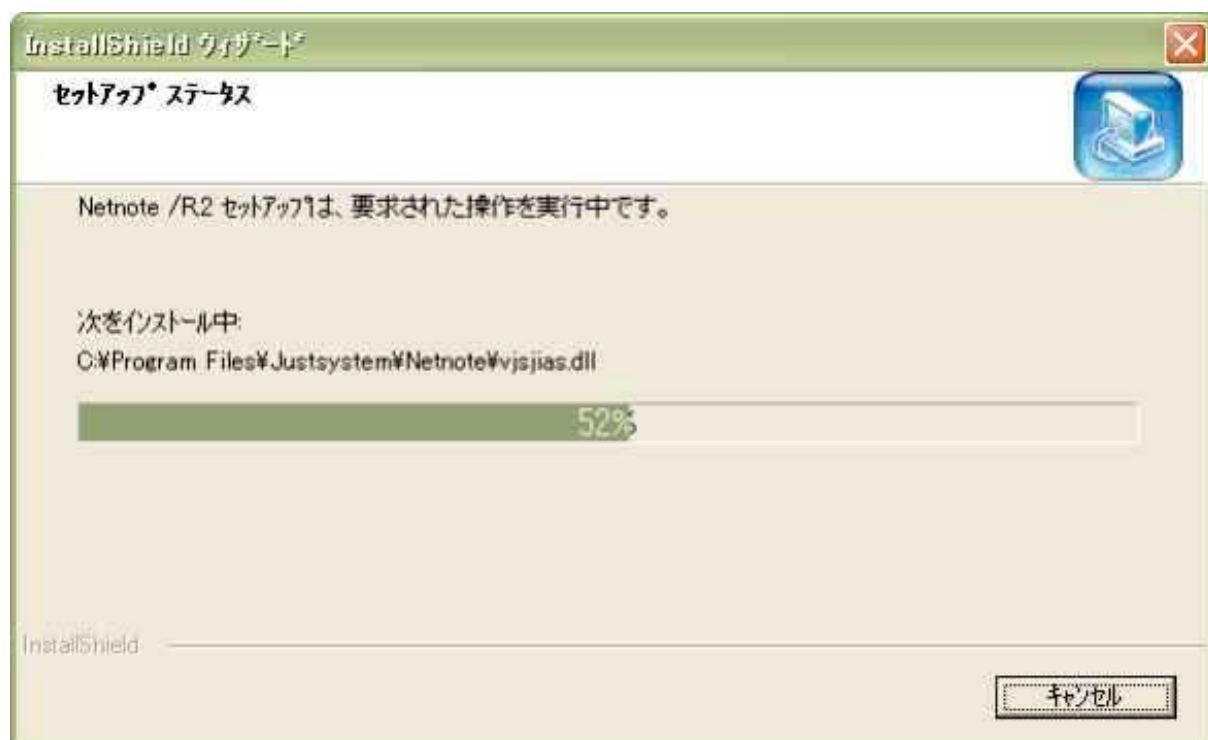 InstallShield ウィザード
セットアップ ステータス
Netnote /R2 セットアップは、要求された操作を実行中です。
次をインストール中:
C:¥Program Files¥Justsystem¥Netnote¥vjsjias.dll
52%
InstallShield
キャンセル